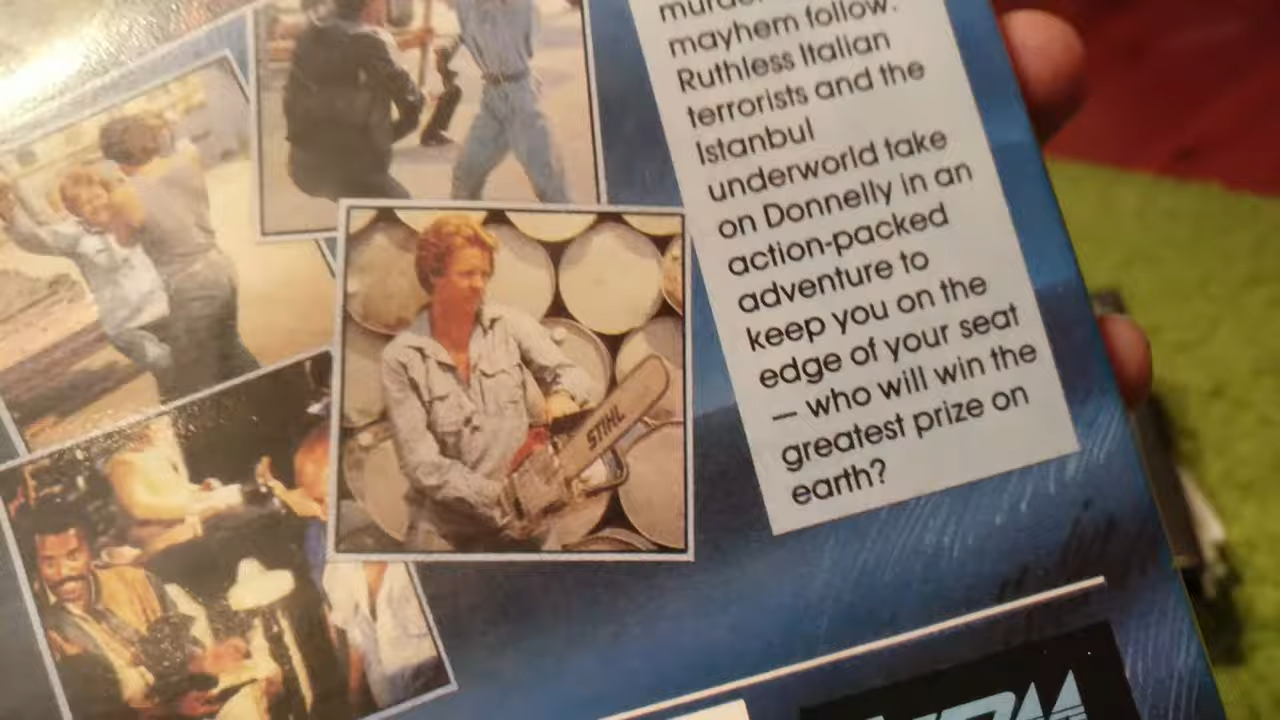 mayhem follow.
Ruthless Italian
terrorists and the
Istanbul
underworld take
on Donnelly in an
action-packed
adventure to
keep you on the
edge of your seat
— who will win the
greatest prize on
earth?
STIHL